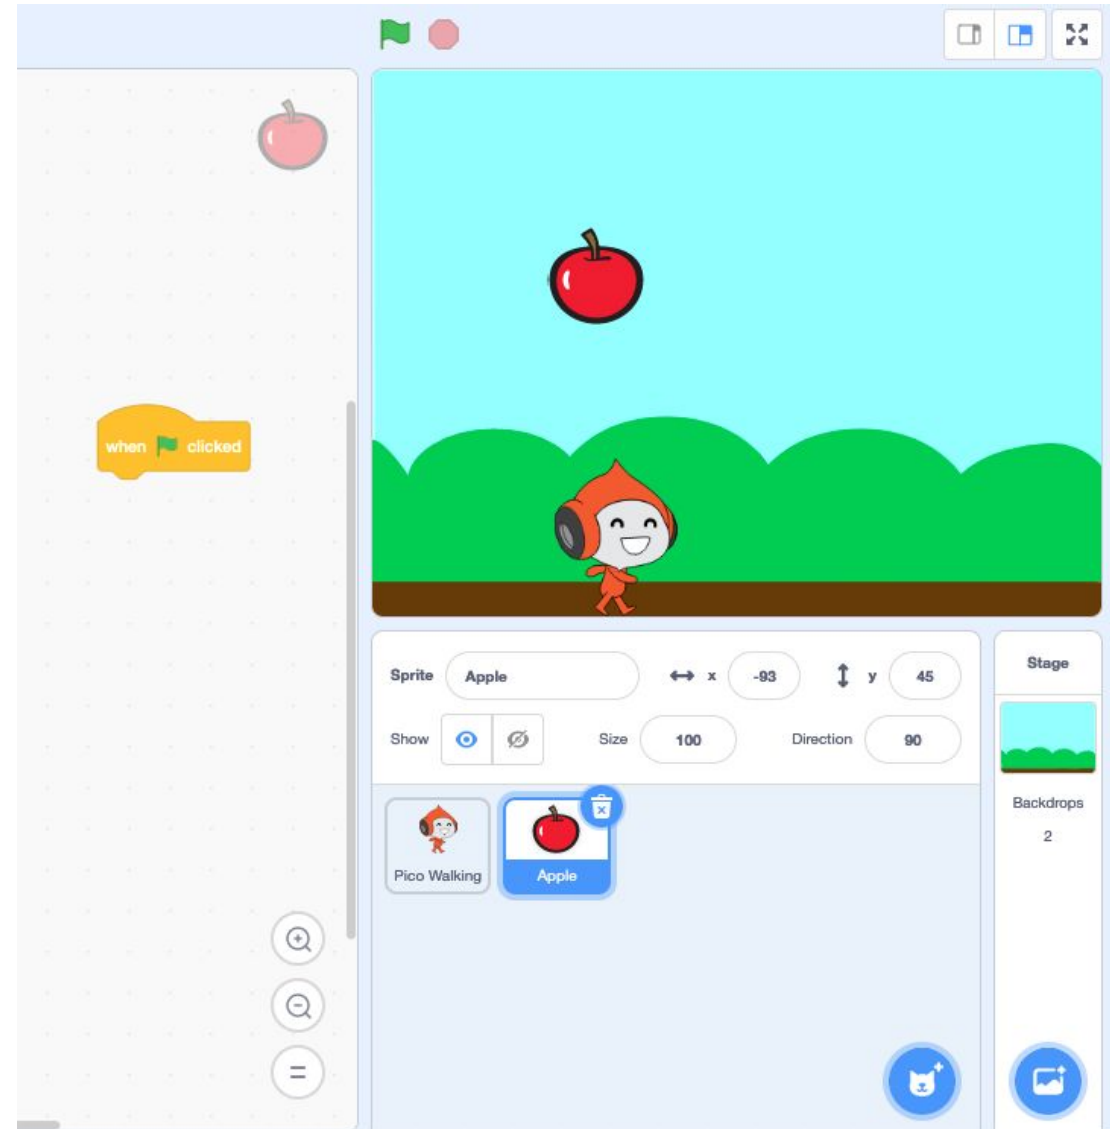 when clicked
Sprite Apple x -93 y 45
Show Size 100 Direction 90
Pico Walking
Apple
Stage
Backdrops
2